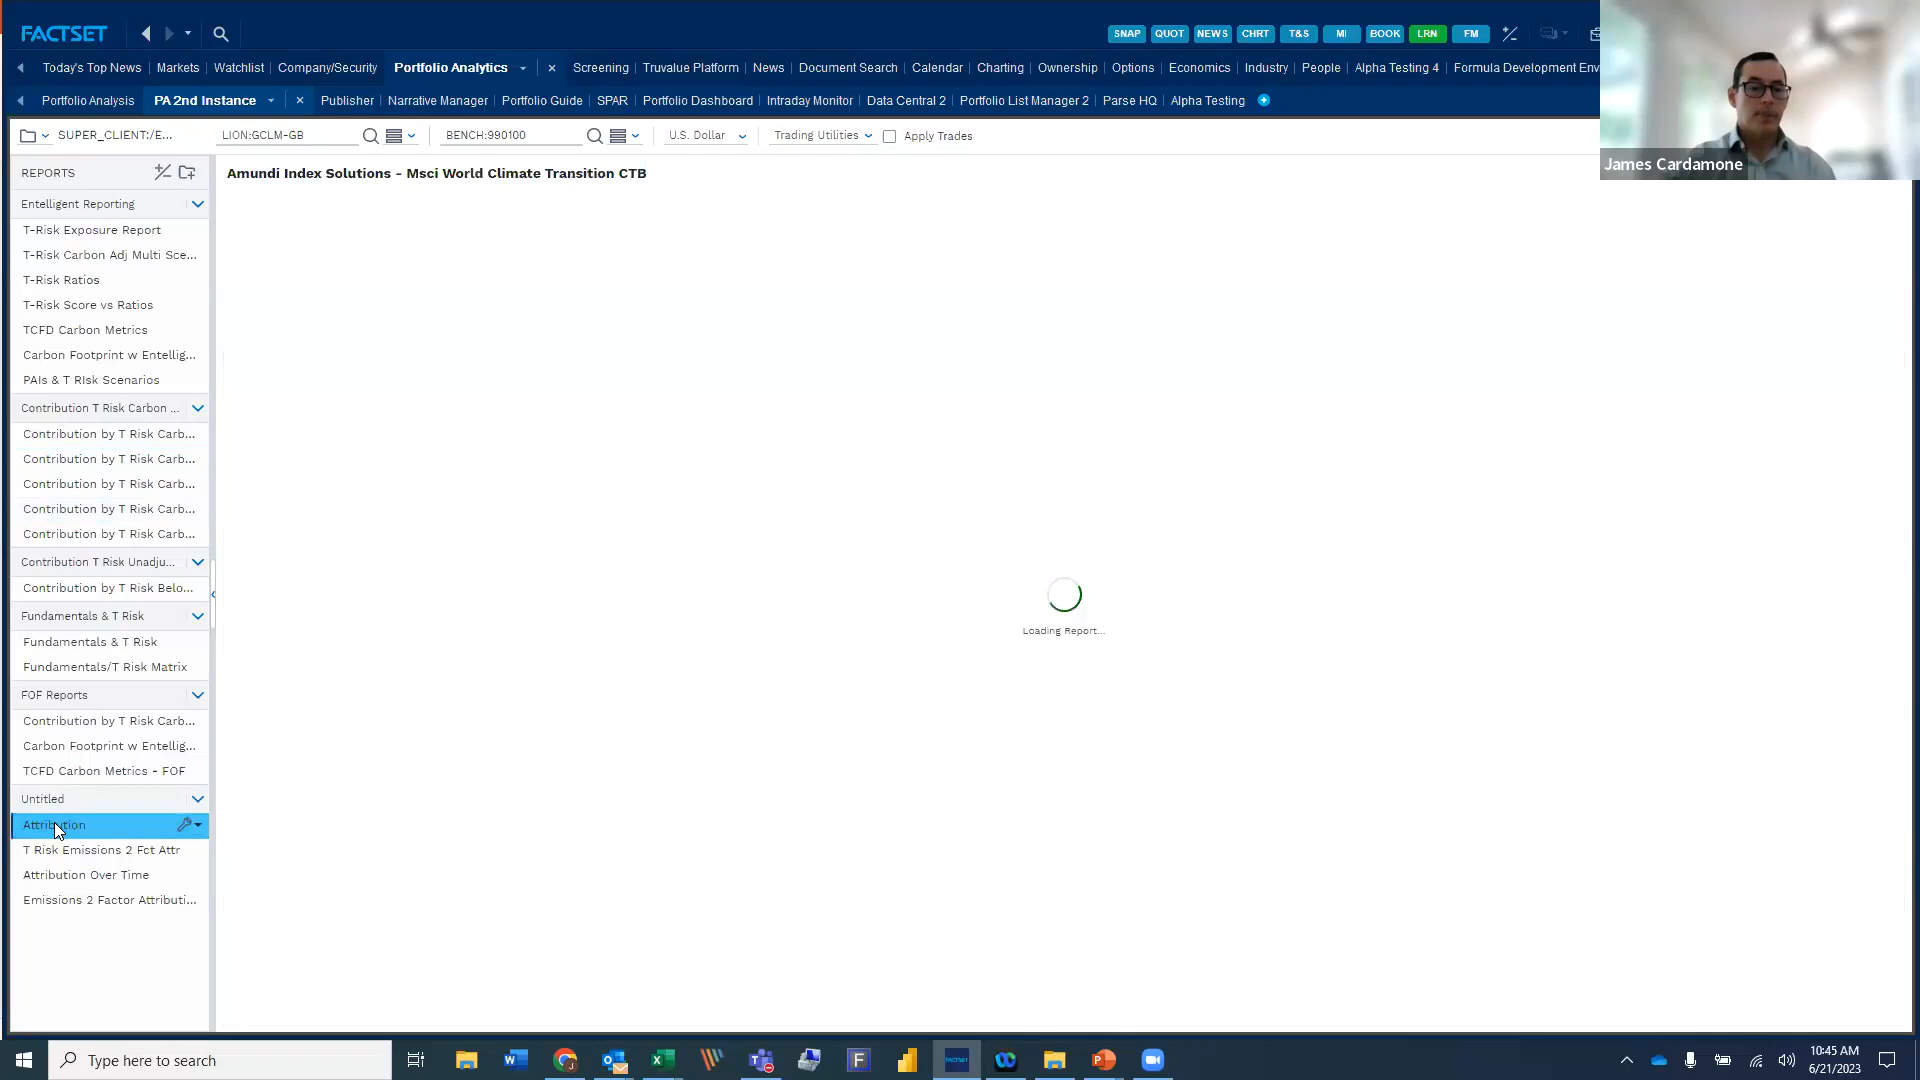 FACTSET
SNAP QUOT NEWS CHRT T&S MI BOOK LRN FM
Today's Top News Markets Watchlist Company/Security Portfolio Analytics Screening Truvalue Platform News Document Search Calendar Charting Ownership Options Economics Industry People Alpha Testing 4 Formula Development Env
Portfolio Analysis PA 2nd Instance Publisher Narrative Manager Portfolio Guide SPAR Portfolio Dashboard Intraday Monitor Data Central 2 Portfolio List Manager 2 Parse HQ Alpha Testing
SUPER_CLIENT:/E... LION:GCLM-GB BENCH:990100 U.S. Dollar Trading Utilities Apply Trades
James Cardamone
REPORTS
Amundi Index Solutions - Msci World Climate Transition CTB
Entelligent Reporting
T-Risk Exposure Report
T-Risk Carbon Adj Multi Sce...
T-Risk Ratios
T-Risk Score vs Ratios
TCFD Carbon Metrics
Carbon Footprint w Entellig...
PAIs & T RIsk Scenarios
Contribution T Risk Carbon ...
Contribution by T Risk Carb...
Contribution by T Risk Carb...
Contribution by T Risk Carb...
Contribution by T Risk Carb...
Contribution by T Risk Carb...
Contribution T Risk Unadju...
Contribution by T Risk Belo...
Fundamentals & T Risk
Fundamentals & T Risk
Fundamentals/T Risk Matrix
FOF Reports
Contribution by T Risk Carb...
Carbon Footprint w Entellig...
TCFD Carbon Metrics - FOF
Untitled
Attribution
T Risk Emissions 2 Fct Attr
Attribution Over Time
Emissions 2 Factor Attributi...
Loading Report...
Type here to search
10:45 AM
6/21/2023